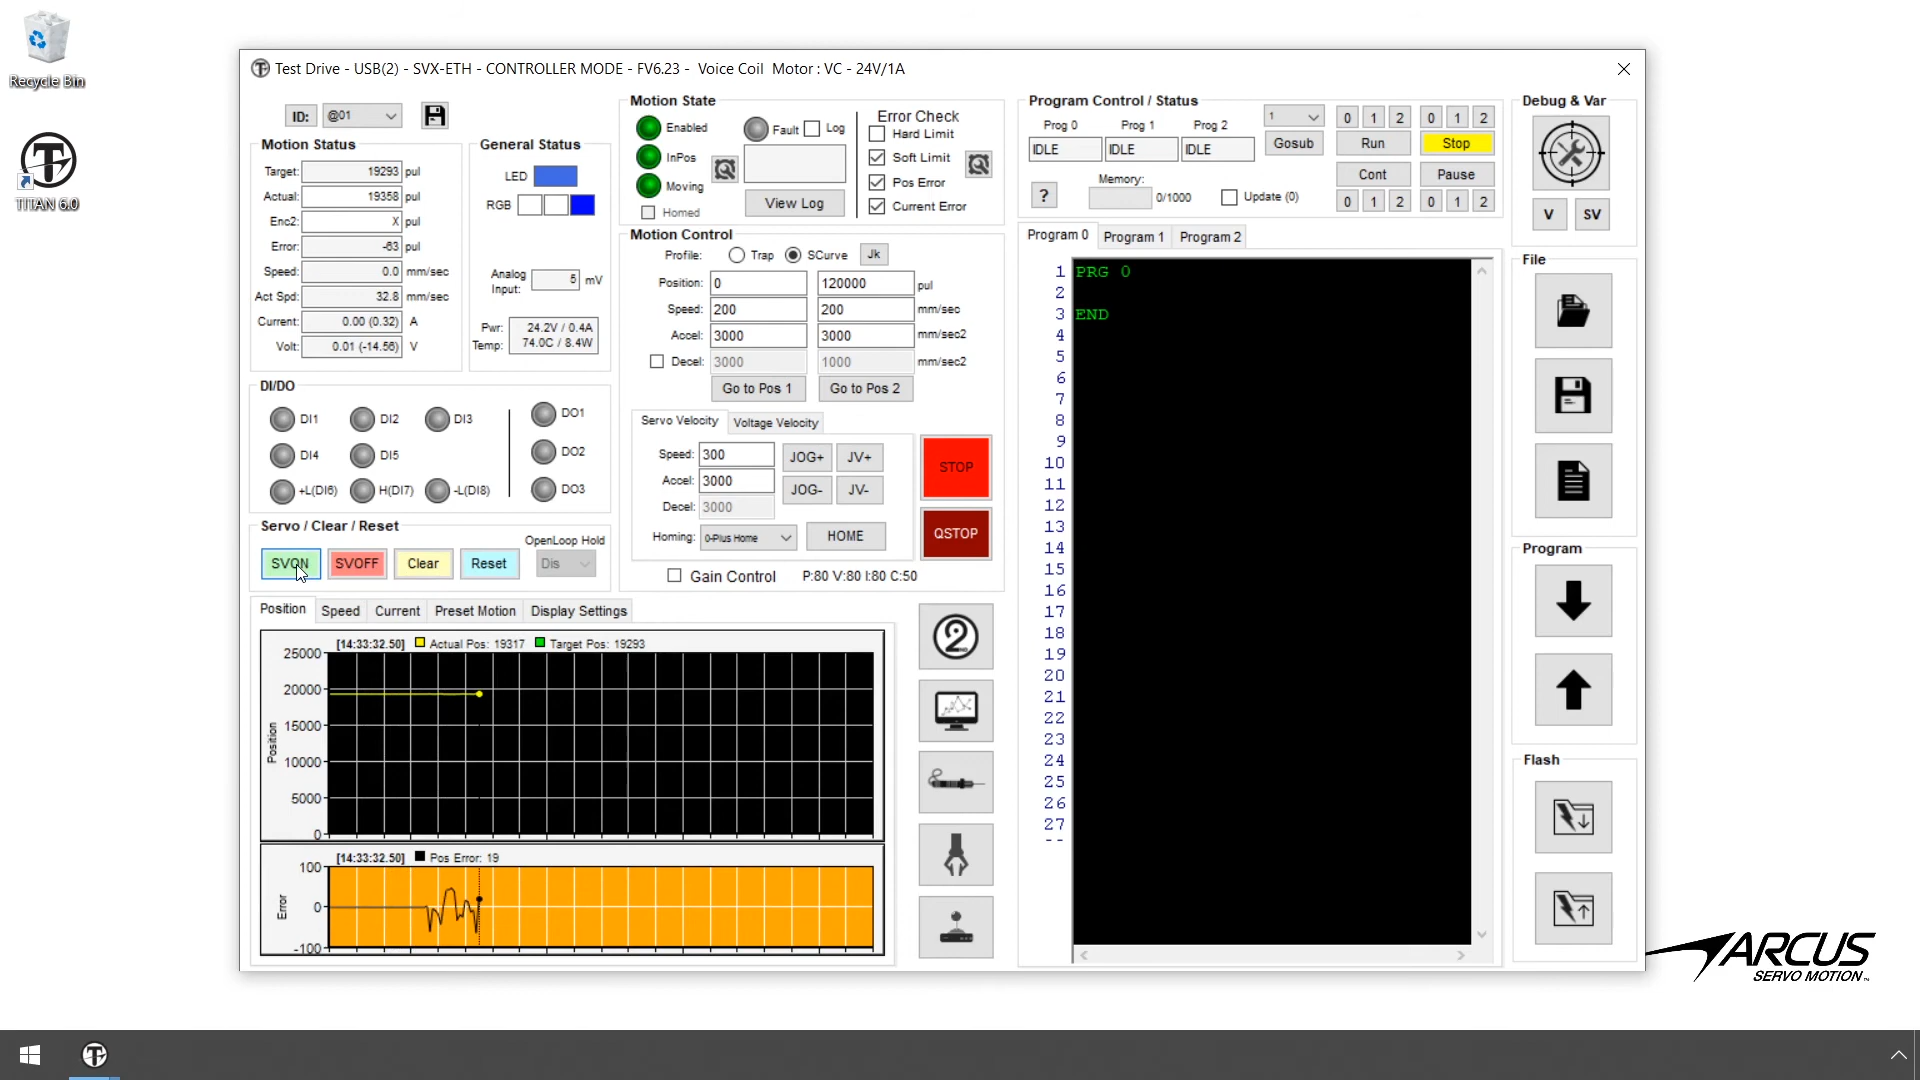 Recycle Bin
TITAN 6.0
Test Drive - USB(2) - SVX-ETH - CONTROLLER MODE - FV6.23 - Voice Coil Motor : VC - 24V/1A
ID: @01
Motion Status
Target: 19293 pul
Actual: 19358 pul
Enc2: X pul
Error: -63 pul
Speed: 0.0 mm/sec
Act Spd: 32.8 mm/sec
Current: 0.00 (0.32) A
Volt: 0.01 (-14.56) V
General Status
LED
RGB
Analog Input: 5 mV
Pwr: 24.2V / 0.4A
Temp: 74.0C / 8.4W
DI/DO
DI1 DI2 DI3 DO1
DI4 DI5 DO2
+L(DI6) H(DI7) -L(DI8) DO3
Servo / Clear / Reset
OpenLoop Hold
SVON SVOFF Clear Reset Dis
Motion State
Enabled Fault Log
InPos
Moving
Homed View Log
Error Check
Hard Limit
Soft Limit
Pos Error
Current Error
Motion Control
Profile: Trap SCurve Jk
Position: 0 120000 pul
Speed: 200 200 mm/sec
Accel: 3000 3000 mm/sec2
Decel: 3000 1000 mm/sec2
Go to Pos 1 Go to Pos 2
Servo Velocity Voltage Velocity
Speed: 300 JOG+ JV+
Accel: 3000 JOG- JV-
Decel: 3000
Homing: 0-Plus Home HOME
STOP
QSTOP
Gain Control P:80 V:80 I:80 C:50
Position Speed Current Preset Motion Display Settings
[14:33:32.50] Actual Pos: 19317 Target Pos: 19293
25000
20000
15000
10000
5000
0
Position
[14:33:32.50] Pos Error: 19
100
0
-100
Error
2ND
Program Control / Status
Prog 0 Prog 1 Prog 2
IDLE IDLE IDLE
1 Gosub
0 1 2 0 1 2
Run Stop
Cont Pause
0 1 2 0 1 2
? Memory: 0/1000 Update (0)
Program 0 Program 1 Program 2
1 PRG 0
2
3 END
4
5
6
7
8
9
10
11
12
13
14
15
16
17
18
19
20
21
22
23
24
25
26
27
--
Debug & Var
V SV
File
Program
Flash
ARCUS
SERVO MOTION™